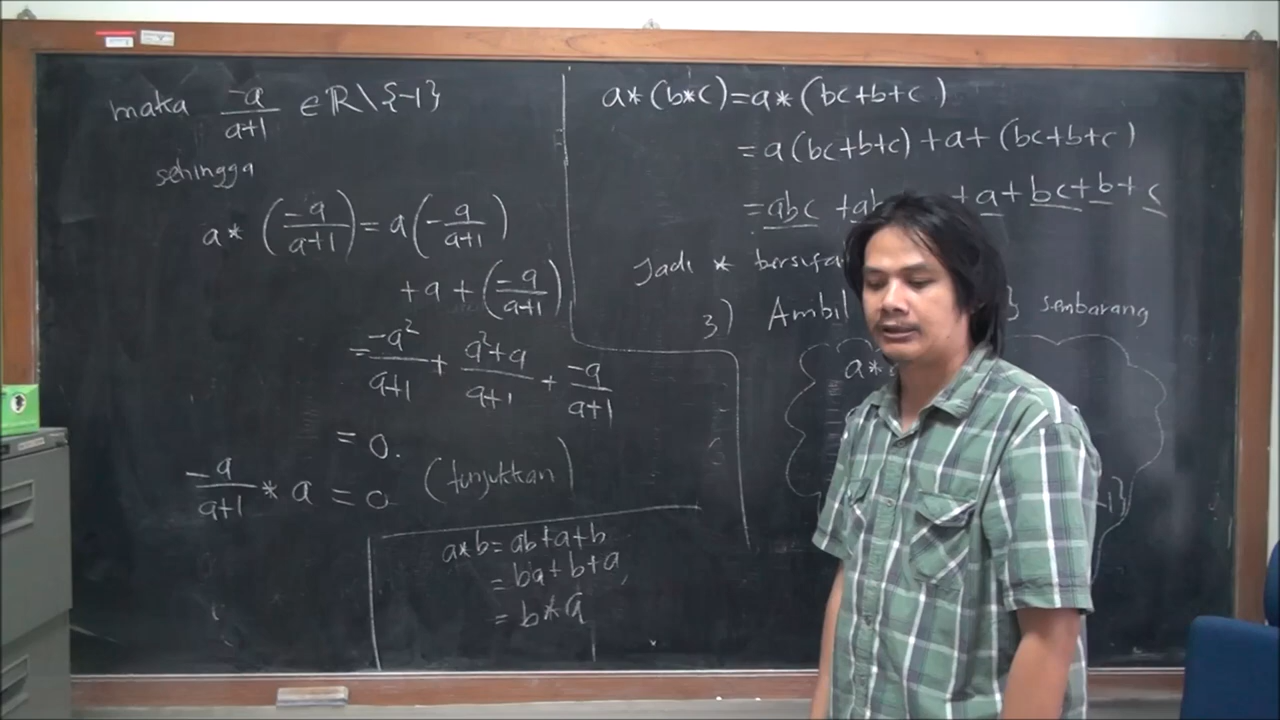 maka -a/(a+1) ∈ ℝ\{-1}
sehingga
a * (-a/(a+1)) = a(-a/(a+1))
+ a + (-a/(a+1))
= -a²/(a+1) + (a²+a)/(a+1) + -a/(a+1)
= 0.
-a/(a+1) * a = 0 (tunjukkan)
a*b = ab+a+b
= ba+b+a
= b*a
a*(b*c) = a*(bc+b+c)
= a(bc+b+c) + a + (bc+b+c)
= abc + ab + a + bc + b + c
Jadi *
3) Ambil } sembarang
a*
1}